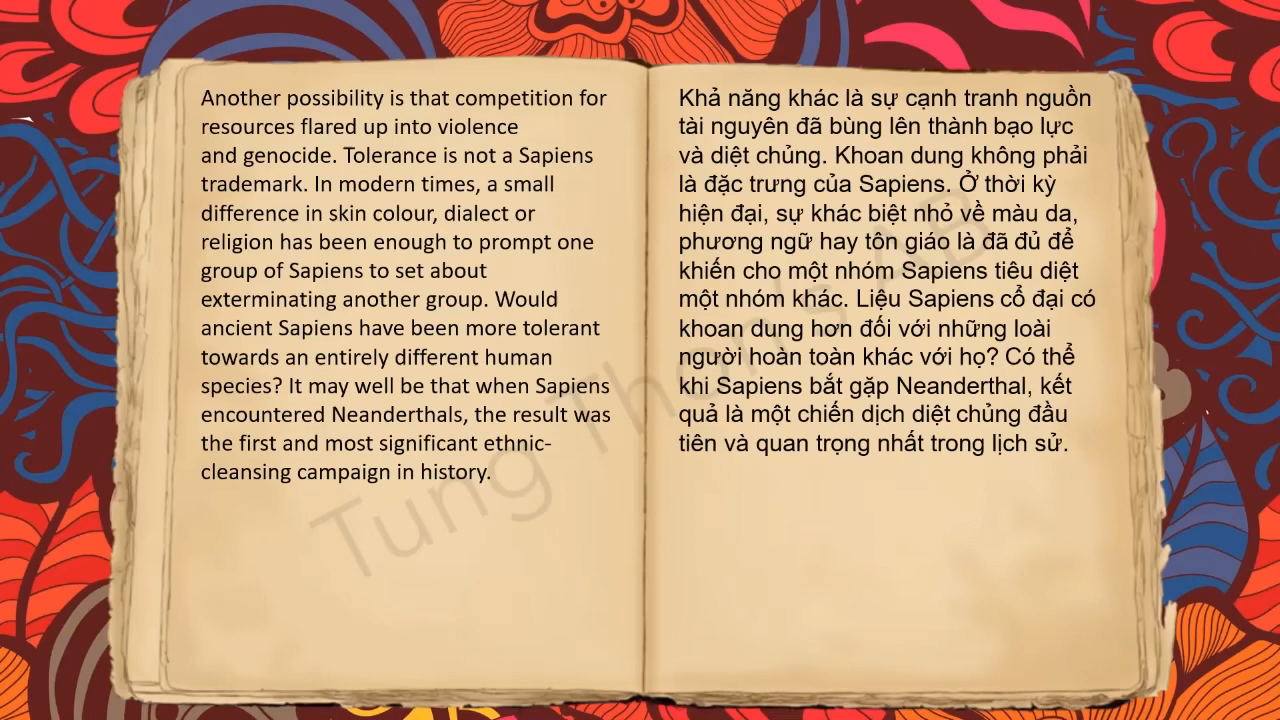 Another possibility is that competition for
resources flared up into violence
and genocide. Tolerance is not a Sapiens
trademark. In modern times, a small
difference in skin colour, dialect or
religion has been enough to prompt one
group of Sapiens to set about
exterminating another group. Would
ancient Sapiens have been more tolerant
towards an entirely different human
species? It may well be that when Sapiens
encountered Neanderthals, the result was
the first and most significant ethnic-
cleansing campaign in history.
Khả năng khác là sự cạnh tranh nguồn
tài nguyên đã bùng lên thành bạo lực
và diệt chủng. Khoan dung không phải
là đặc trưng của Sapiens. Ở thời kỳ
hiện đại, sự khác biệt nhỏ về màu da,
phương ngữ hay tôn giáo là đã đủ để
khiến cho một nhóm Sapiens tiêu diệt
một nhóm khác. Liệu Sapiens cổ đại có
khoan dung hơn đối với những loài
người hoàn toàn khác với họ? Có thể
khi Sapiens bắt gặp Neanderthal, kết
quả là một chiến dịch diệt chủng đầu
tiên và quan trọng nhất trong lịch sử.
Tung Thon's AB